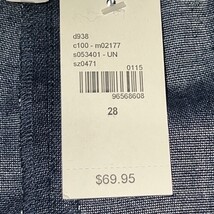 d938
c100 - m02177
s053401 - UN
sz0471
0115
96568608
28
$69.95